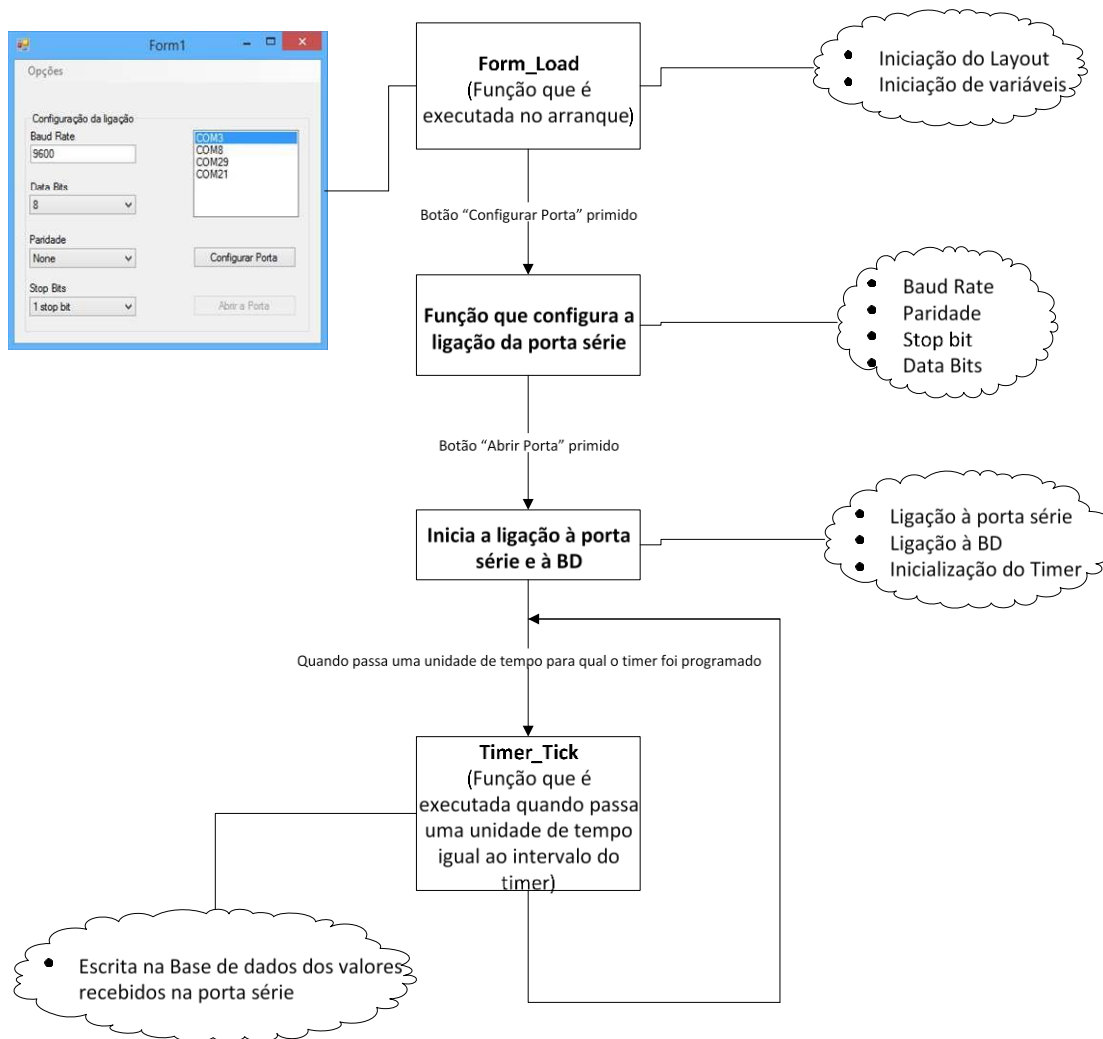 Form1
Opções
Configuração da ligação
Baud Rate
9600
COM3
COM8
COM29
COM21
Data Bits
8
Paridade
None
Configurar Porta
Stop Bits
1 stop bit
Abrir a Porta
Form_Load
(Função que é
executada no arranque)
• Iniciação do Layout
• Iniciação de variáveis
Botão “Configurar Porta” primido
Função que configura a
ligação da porta série
• Baud Rate
• Paridade
• Stop bit
• Data Bits
Botão “Abrir Porta” primido
Inicia a ligação à porta
série e à BD
• Ligação à porta série
• Ligação à BD
• Inicialização do Timer
Quando passa uma unidade de tempo para qual o timer foi programado
Timer_Tick
(Função que é
executada quando passa
uma unidade de tempo
igual ao intervalo do
timer)
• Escrita na Base de dados dos valores
recebidos na porta série